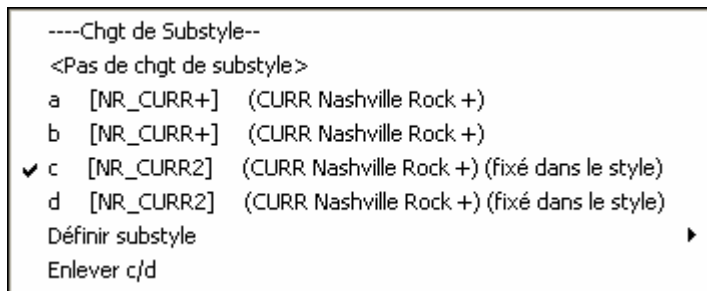 ----Chgt de Substyle--
<Pas de chgt de substyle>
a [NR_CURR+] (CURR Nashville Rock +)
b [NR_CURR+] (CURR Nashville Rock +)
c [NR_CURR2] (CURR Nashville Rock +) (fixé dans le style)
d [NR_CURR2] (CURR Nashville Rock +) (fixé dans le style)
Définir substyle
Enlever c/d